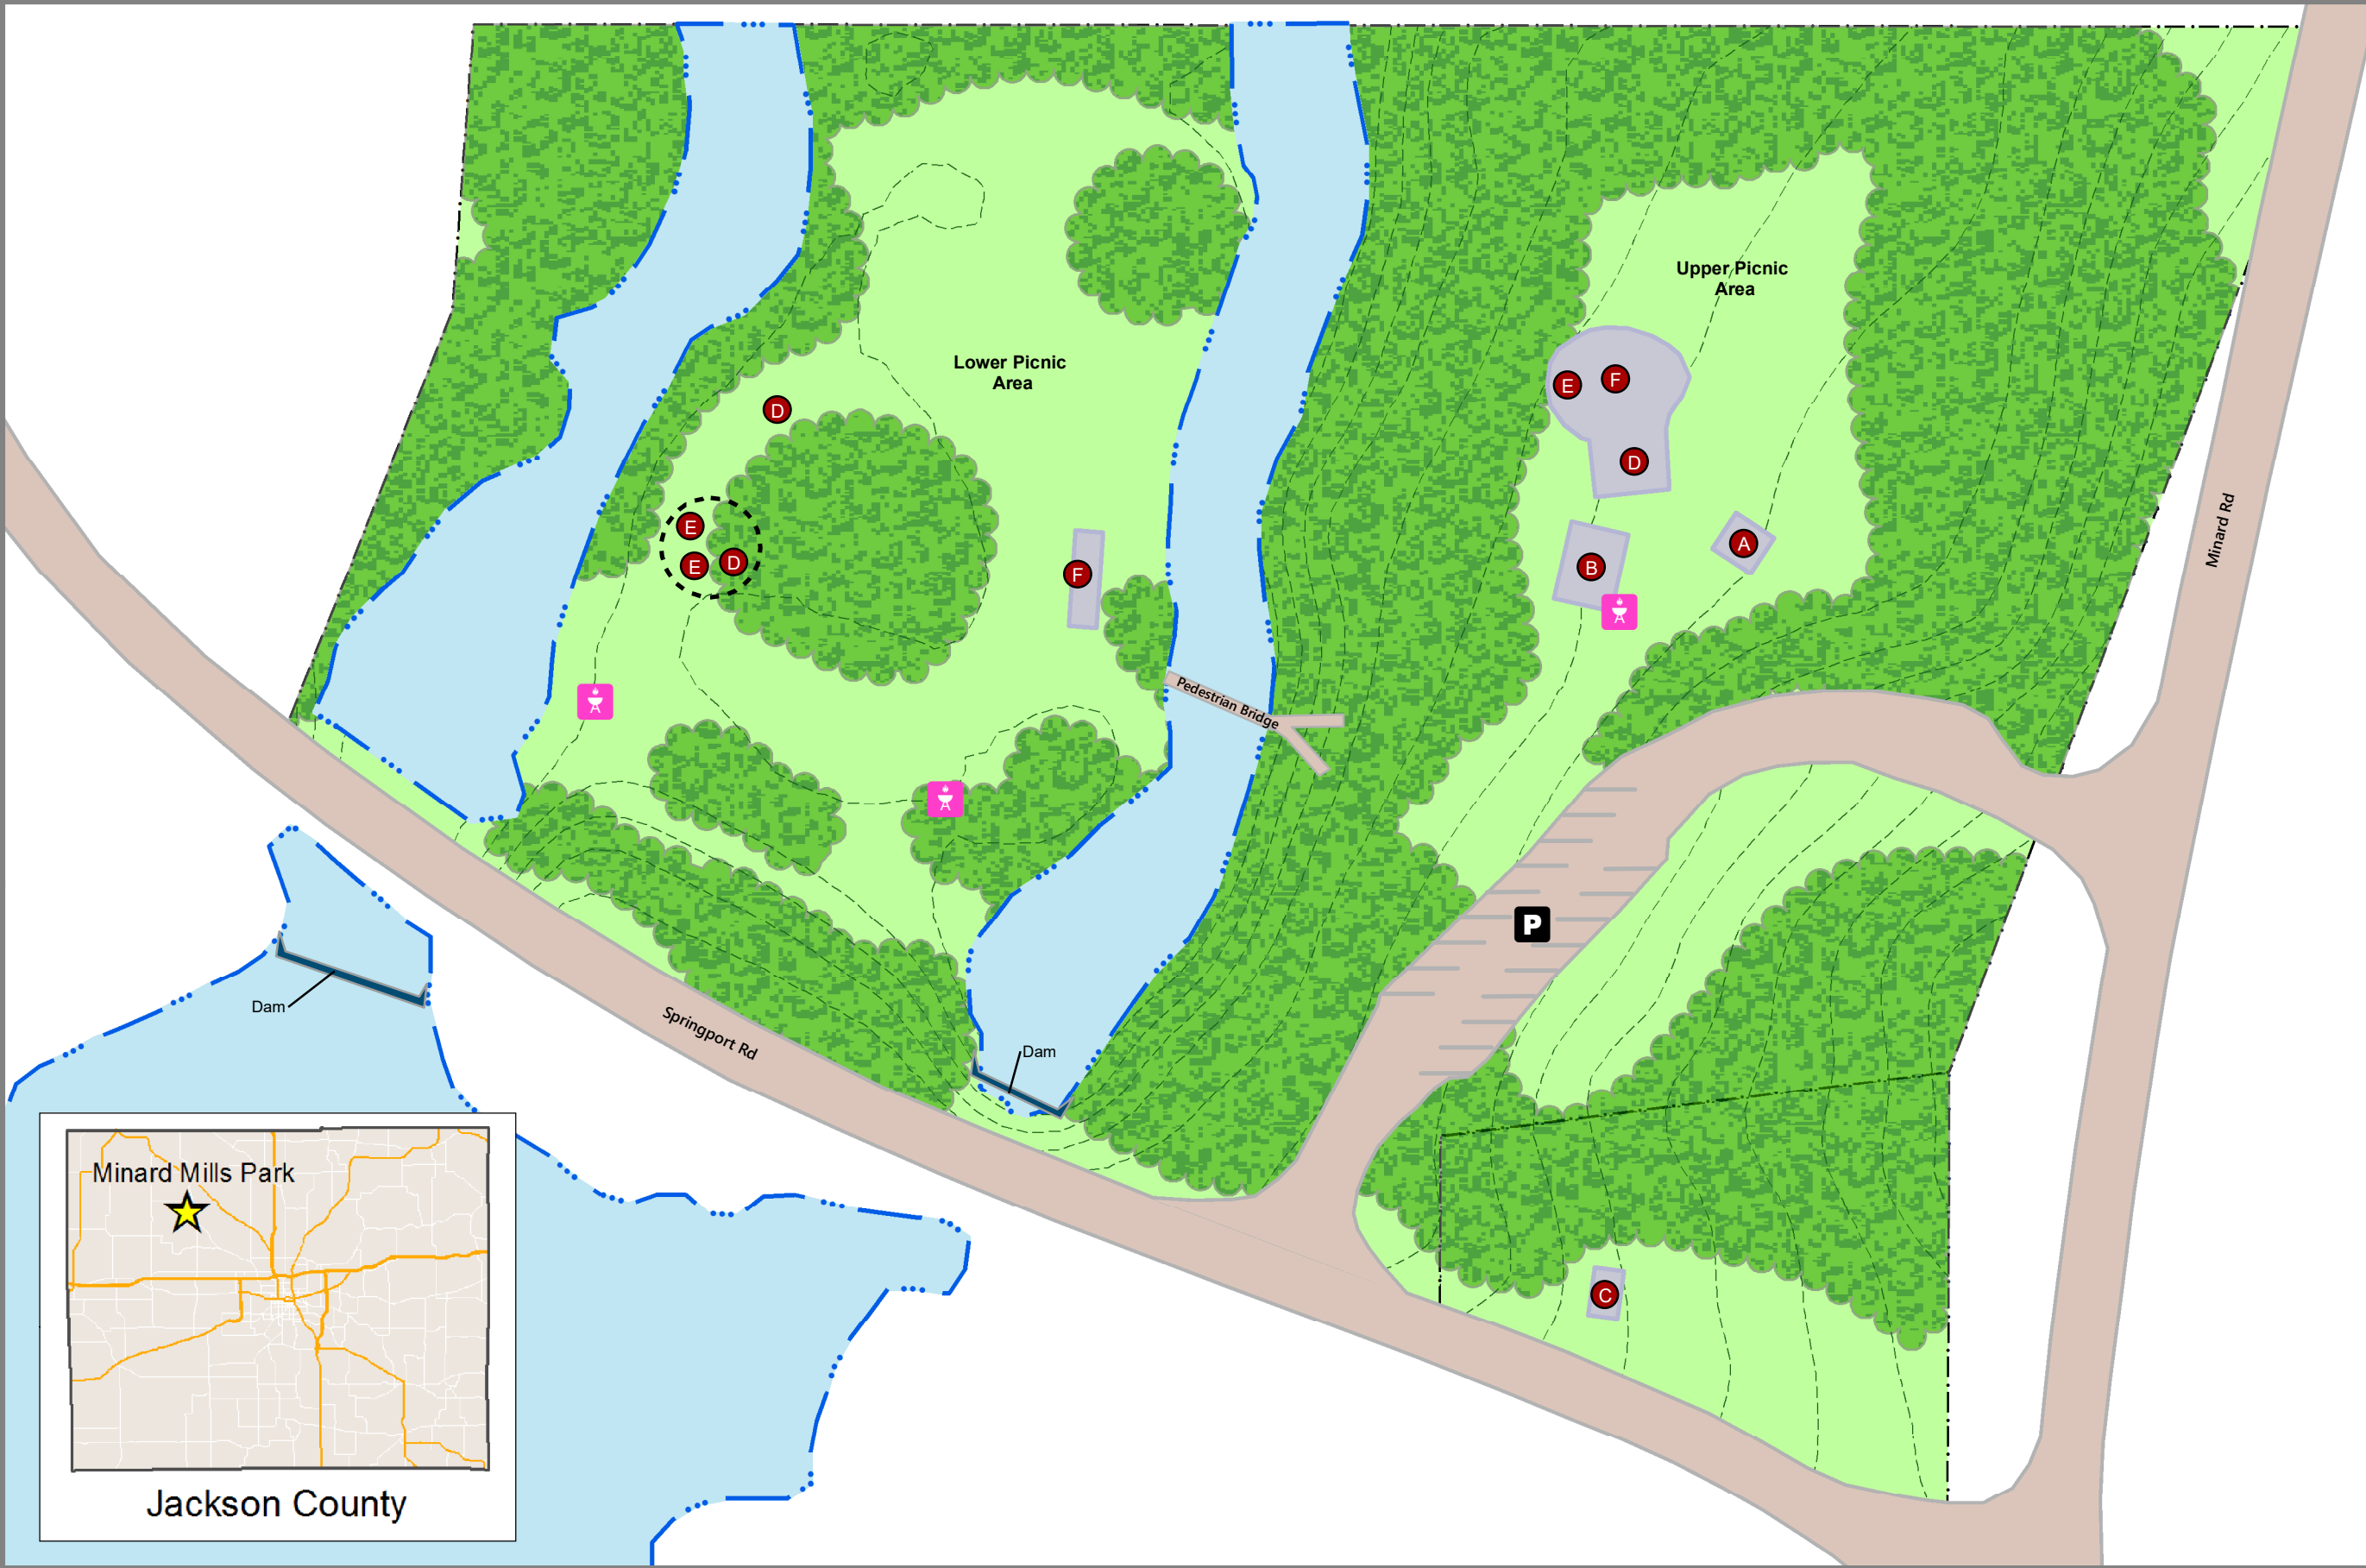 Upper Picnic
Area
Lower Picnic
Area
E
F
D
D
Minard Rd
E
E
D
F
B
A
A
A
Pedestrian Bridge
A
P
Dam
Springport Rd
Dam
Minard Mills Park
C
Jackson County